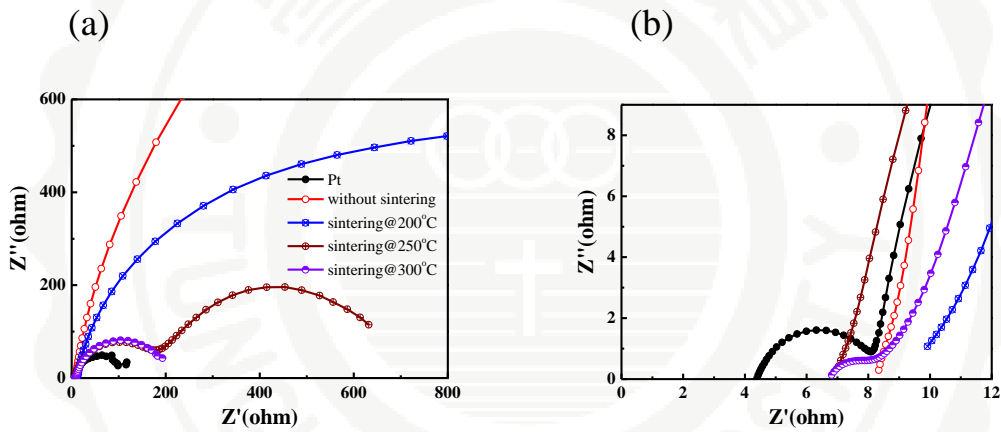 (a)
(b)
600
400
200
0
0
200
400
600
800
Z''(ohm)
Z'(ohm)
Pt
without sintering
sintering@200°C
sintering@250°C
sintering@300°C
8
6
4
2
0
0
2
4
6
8
10
12
Z''(ohm)
Z'(ohm)